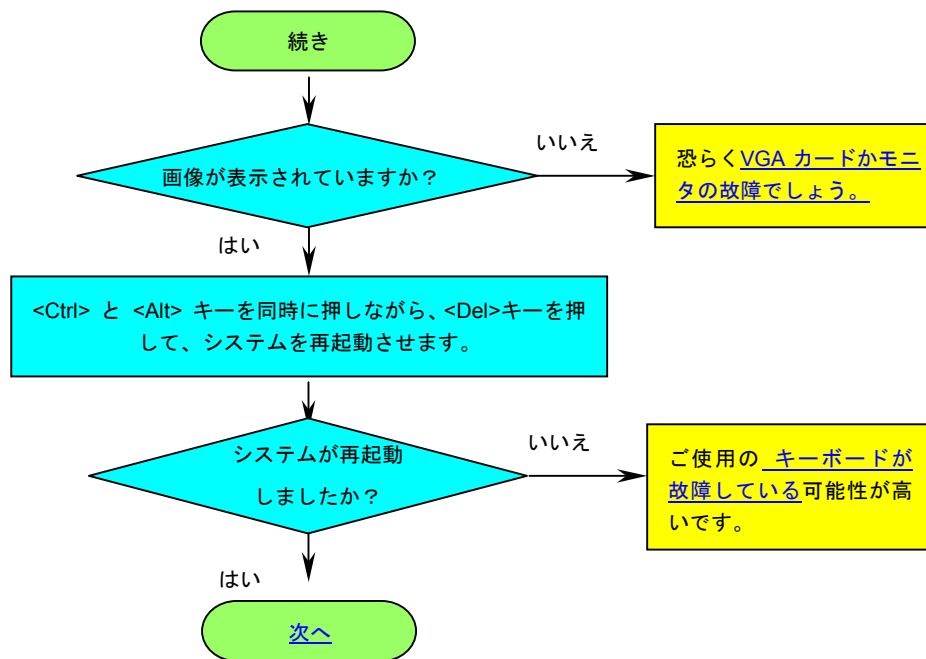 続き
画像が表示されていますか？
いいえ
恐らくVGA カードかモニ
タの故障でしょう。
はい
<Ctrl> と <Alt> キーを同時に押しながら、<Del>キーを押
して、システムを再起動させます。
システムが再起動
しましたか？
いいえ
ご使用の キーボードが
故障している可能性が高
いです。
はい
次へ